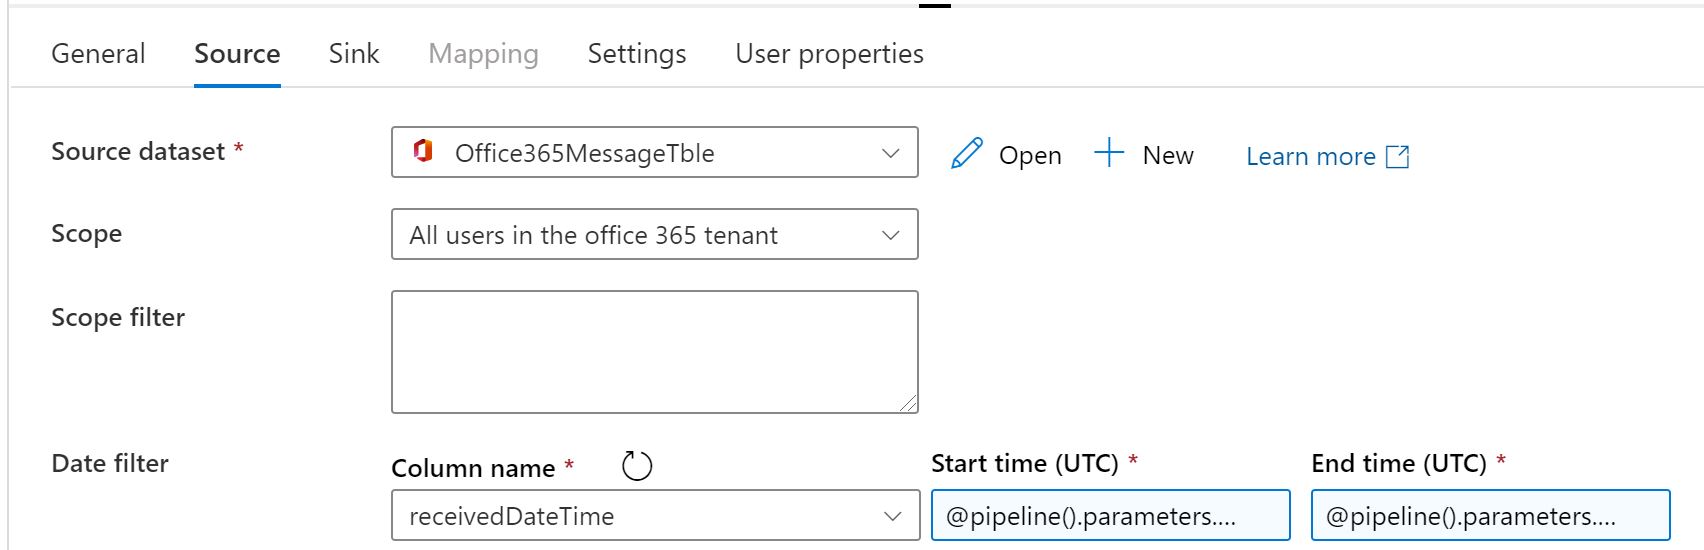 General Source Sink Mapping Settings User properties
Source dataset * Office365MessageTble Open New Learn more
Scope All users in the office 365 tenant
Scope filter
Date filter Column name * Start time (UTC) * End time (UTC) *
receivedDateTime @pipeline().parameters.... @pipeline().parameters....